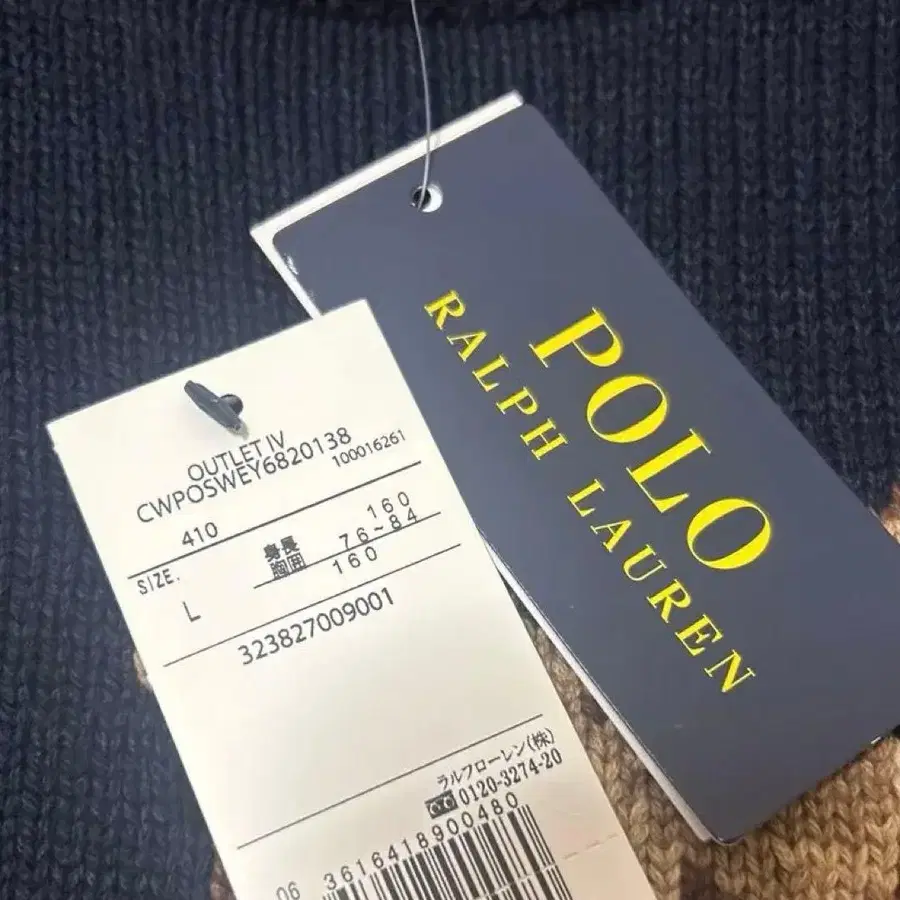 POLO
RALPH LAUREN
OUTLET IV
CWPOSWEY6820138
100016261
410
SIZE.
身長 160
胸囲 76~84
L 160
323827009001
ラルフローレン(株)
0120-3274-20
06 3616418900480